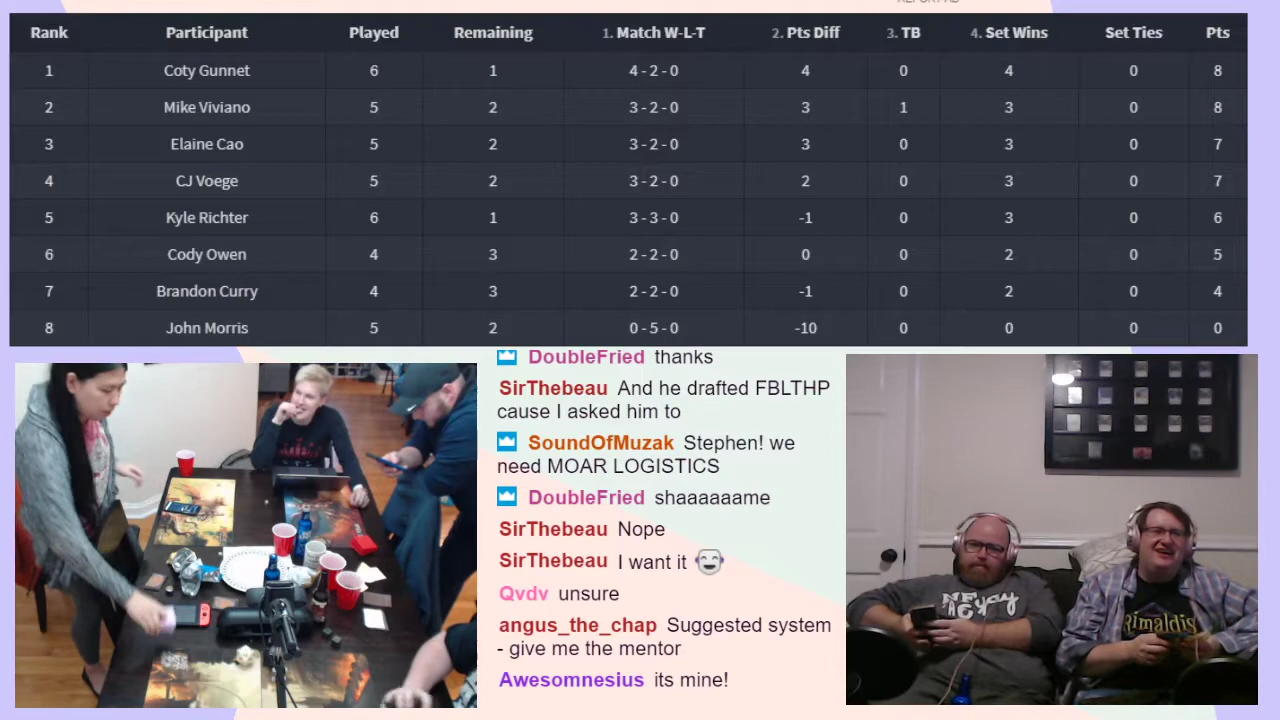 Rank Participant Played Remaining 1. Match W-L-T 2. Pts Diff 3. TB 4. Set Wins Set Ties Pts
1 Coty Gunnet 6 1 4 - 2 - 0 4 0 4 0 8
2 Mike Viviano 5 2 3 - 2 - 0 3 1 3 0 8
3 Elaine Cao 5 2 3 - 2 - 0 3 0 3 0 7
4 CJ Voege 5 2 3 - 2 - 0 2 0 3 0 7
5 Kyle Richter 6 1 3 - 3 - 0 -1 0 3 0 6
6 Cody Owen 4 3 2 - 2 - 0 0 0 2 0 5
7 Brandon Curry 4 3 2 - 2 - 0 -1 0 2 0 4
8 John Morris 5 2 0 - 5 - 0 -10 0 0 0 0
DoubleFried thanks
SirThebeau And he drafted FBLTHP
cause I asked him to
SoundOfMuzak Stephen! we
need MOAR LOGISTICS
DoubleFried shaaaaaame
SirThebeau Nope
SirThebeau I want it
Qvdv unsure
angus_the_chap Suggested system
- give me the mentor
Awesomnesius its mine!
Rimaldis